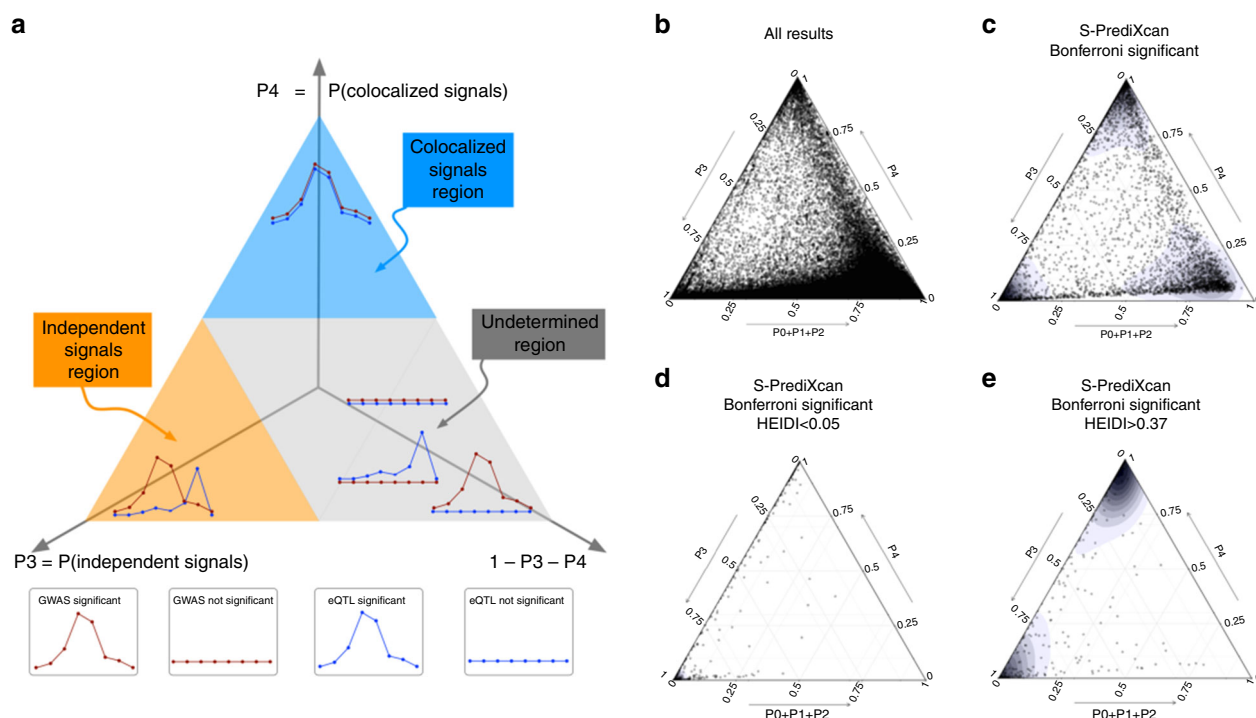 a
P4 = P(colocalized signals)
Colocalized
signals
region
Independent
signals
region
Undetermined
region
P3 = P(independent signals)
1 – P3 – P4
GWAS significant
GWAS not significant
eQTL significant
eQTL not significant
b
All results
0 1
0.25 0.75
P3 P4
0.5 0.5
0.75 0.25
1 0
0.25 0.5 0.75 1
P0+P1+P2
c
S-PrediXcan
Bonferroni significant
0 1
0.25 0.75
P3 P4
0.5 0.5
0.75 0.25
1 0
0.25 0.5 0.75 1
P0+P1+P2
d
S-PrediXcan
Bonferroni significant
HEIDI<0.05
0 1
0.25 0.75
P3 P4
0.5 0.5
0.75 0.25
1 0
0.25 0.5 0.75 1
P0+P1+P2
e
S-PrediXcan
Bonferroni significant
HEIDI>0.37
0 1
0.25 0.75
P3 P4
0.5 0.5
0.75 0.25
1 0
0.25 0.5 0.75 1
P0+P1+P2